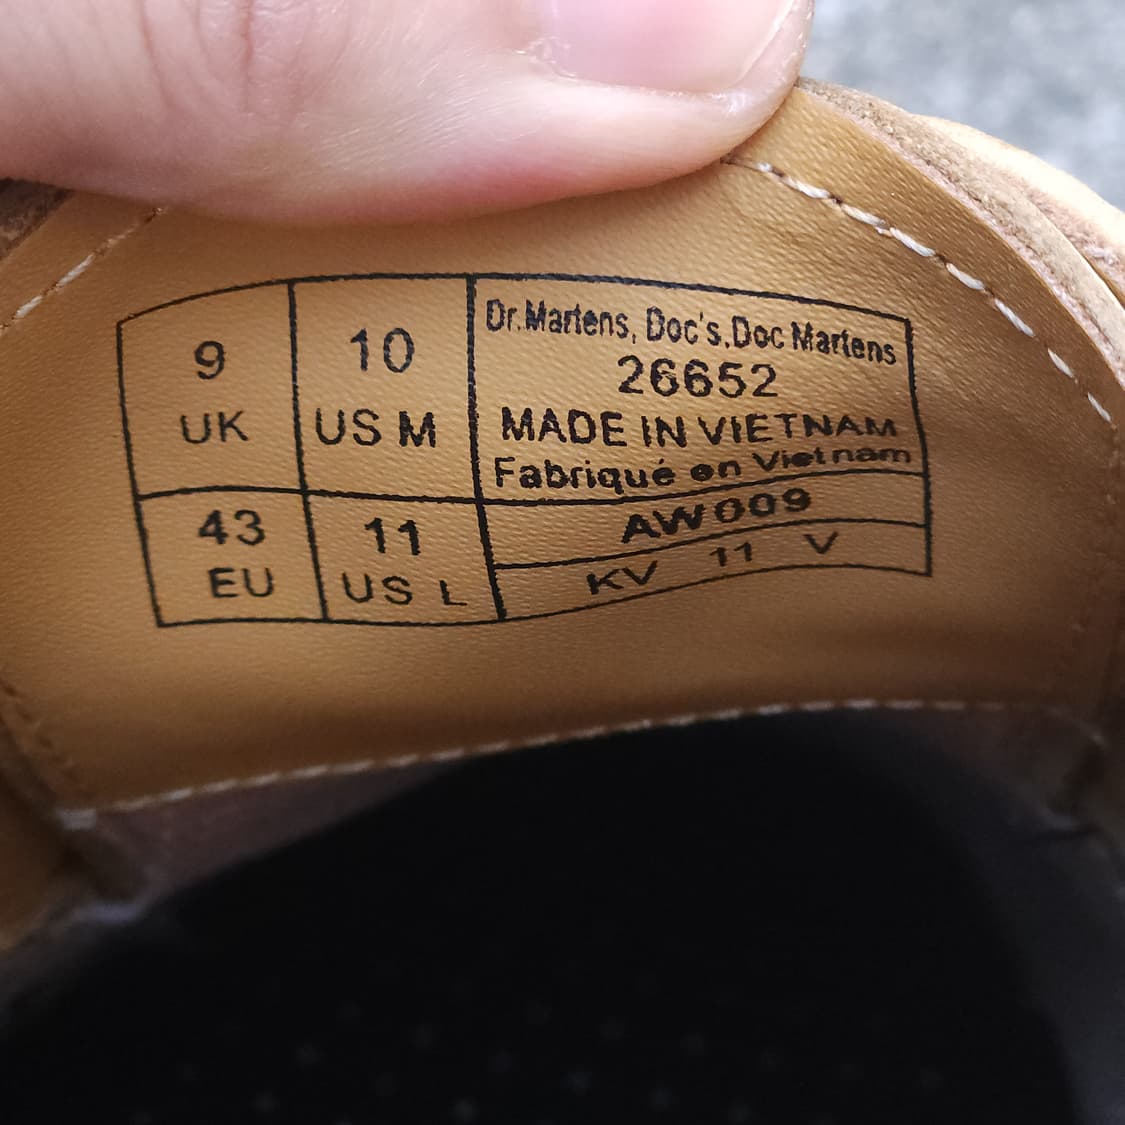 9
UK
10
US M
43
EU
11
US L
Dr.Martens, Doc's,Doc Martens
26652
MADE IN VIETNAM
Fabriqué en Vietnam
AW009
KV 11 V